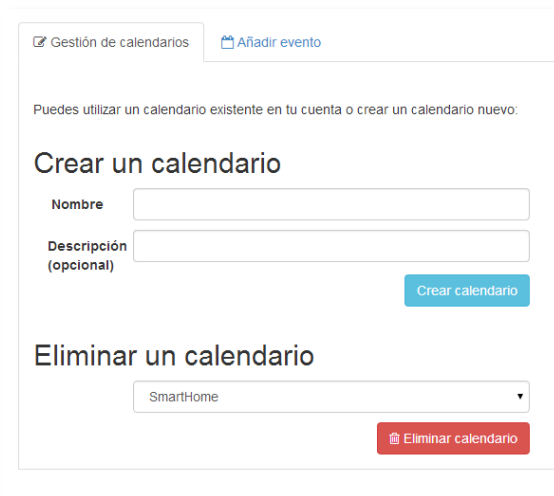 Gestión de calendarios
Añadir evento
Puedes utilizar un calendario existente en tu cuenta o crear un calendario nuevo:
Crear un calendario
Nombre
Descripción
(opcional)
Crear calendario
Eliminar un calendario
SmartHome
Eliminar calendario